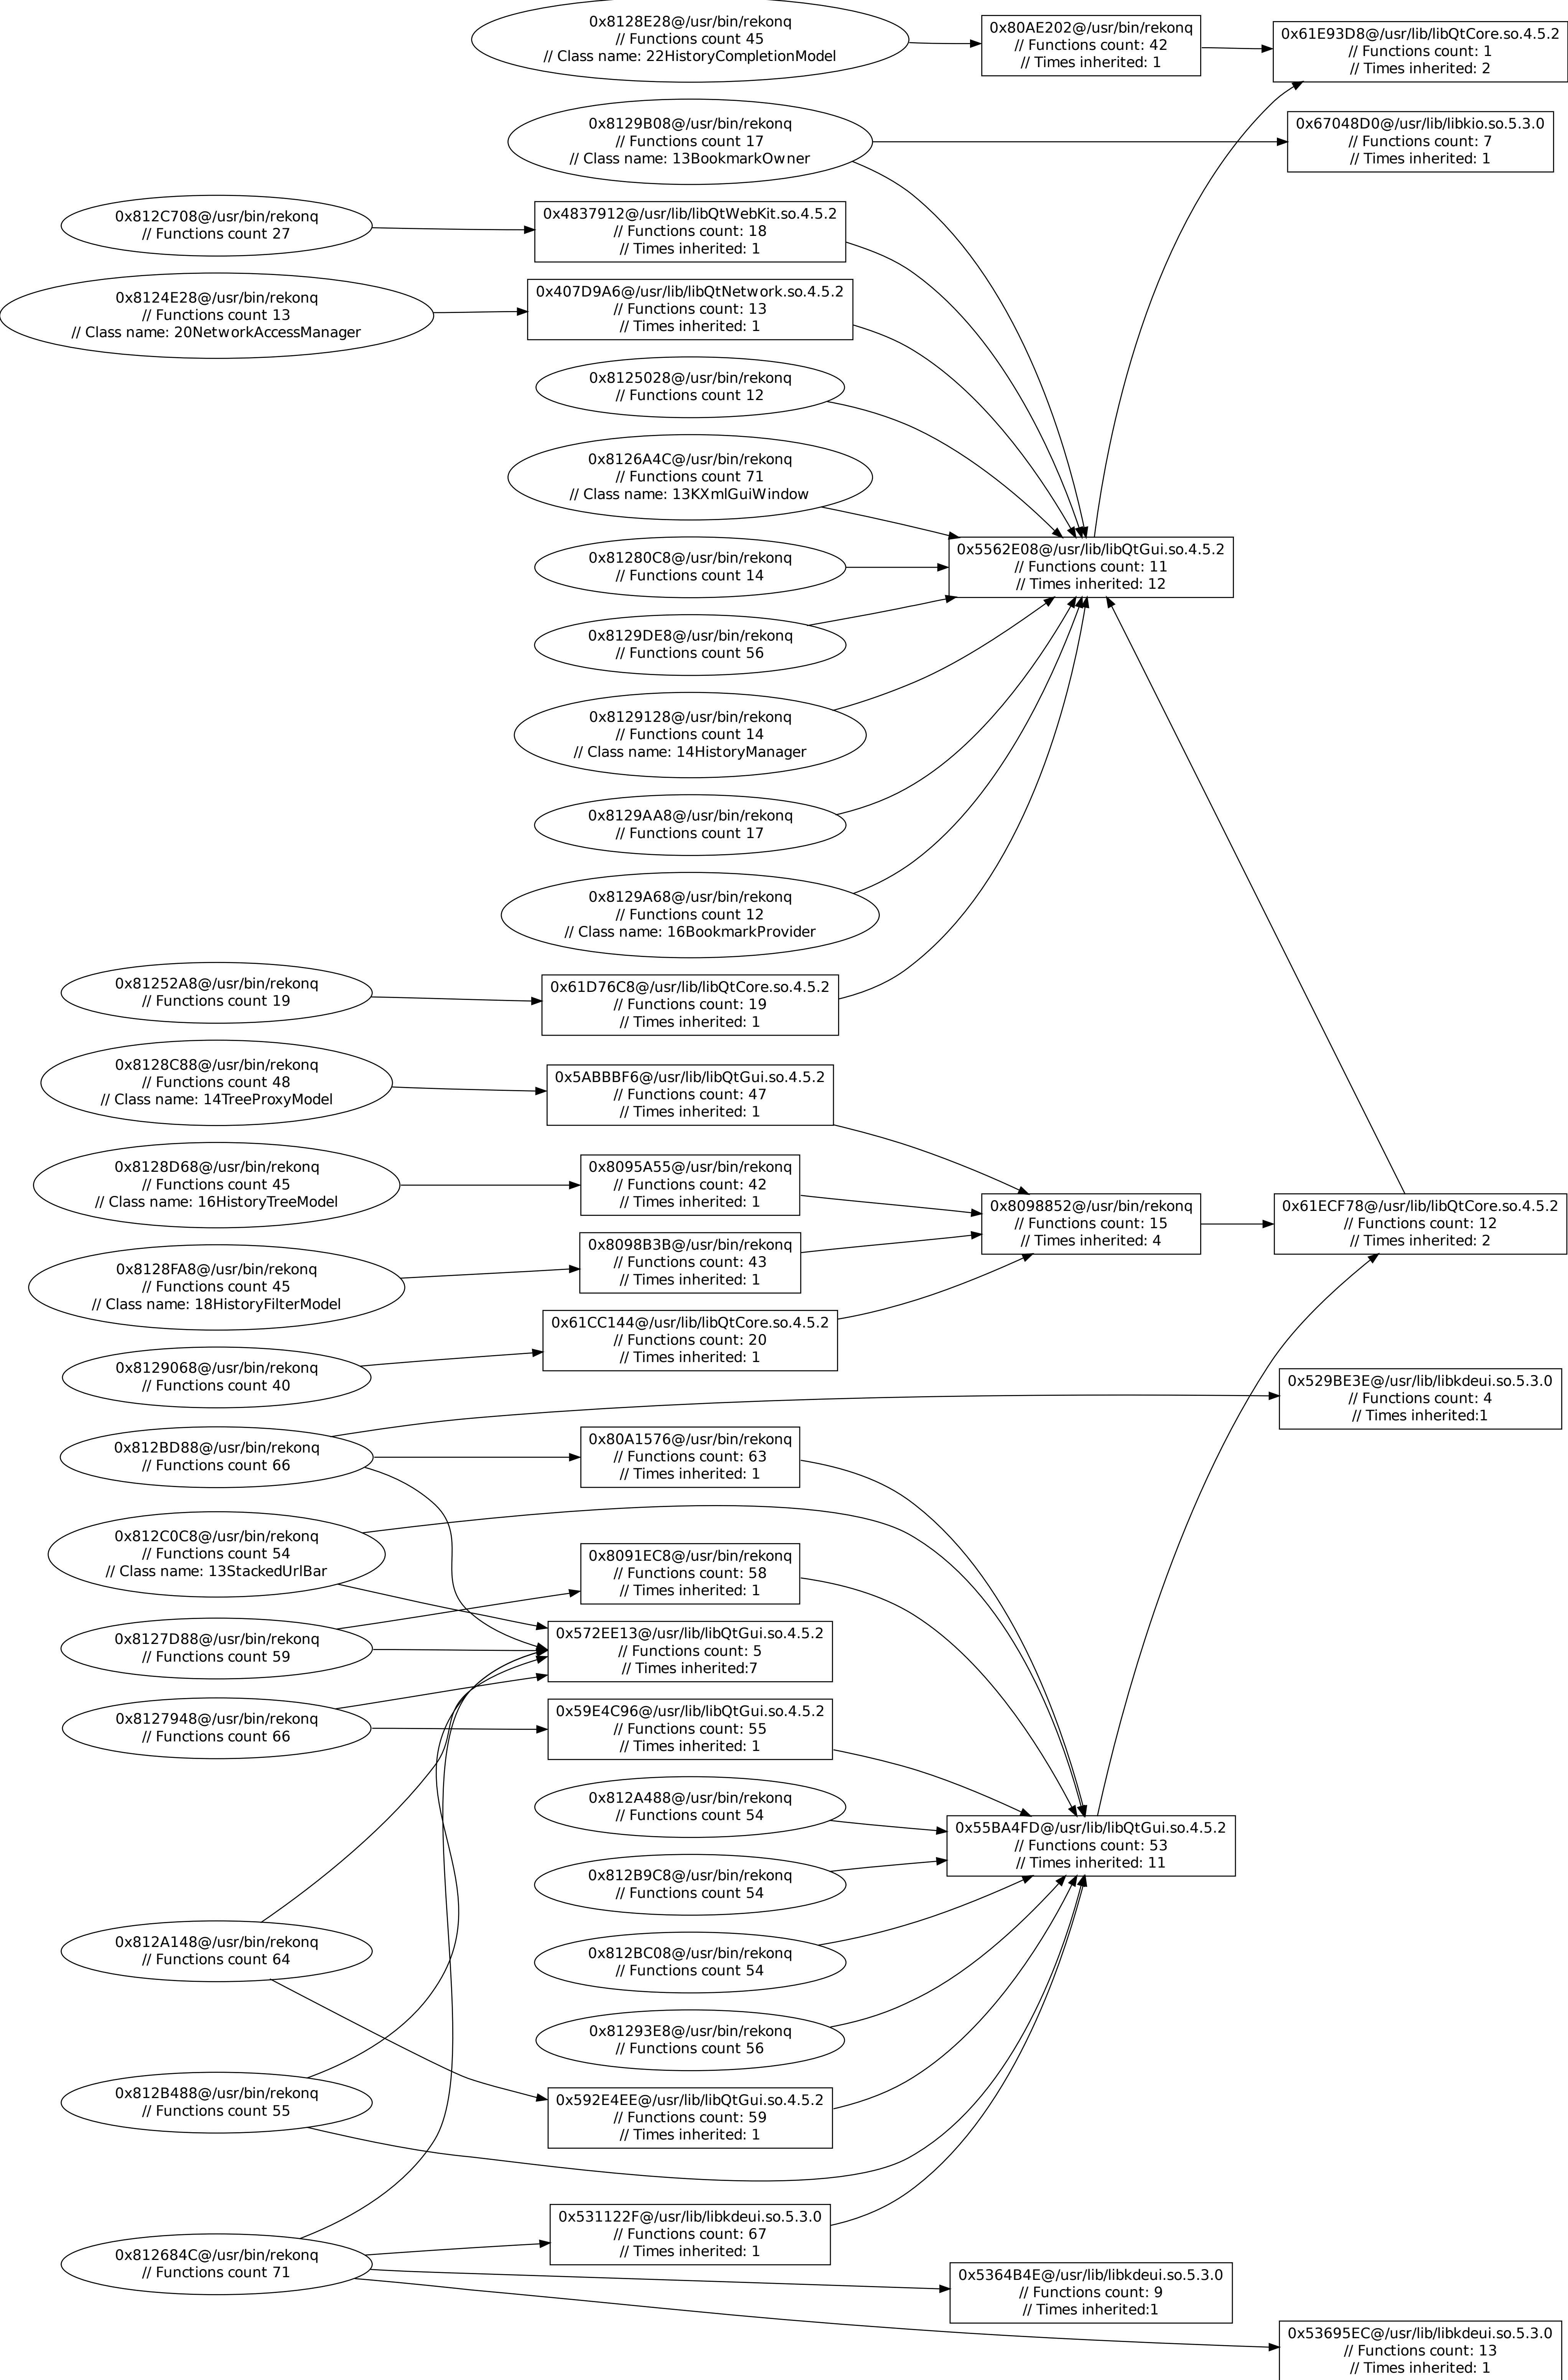 0x8128E28@/usr/bin/rekonq
// Functions count 45
// Class name: 22HistoryCompletionModel
0x80AE202@/usr/bin/rekonq
// Functions count: 42
// Times inherited: 1
0x61E93D8@/usr/lib/libQtCore.so.4.5.2
// Functions count: 1
// Times inherited: 2
0x8129B08@/usr/bin/rekonq
// Functions count 17
// Class name: 13BookmarkOwner
0x67048D0@/usr/lib/libkio.so.5.3.0
// Functions count: 7
// Times inherited: 1
0x812C708@/usr/bin/rekonq
// Functions count 27
0x4837912@/usr/lib/libQtWebKit.so.4.5.2
// Functions count: 18
// Times inherited: 1
0x8124E28@/usr/bin/rekonq
// Functions count 13
// Class name: 20NetworkAccessManager
0x407D9A6@/usr/lib/libQtNetwork.so.4.5.2
// Functions count: 13
// Times inherited: 1
0x8125028@/usr/bin/rekonq
// Functions count 12
0x8126A4C@/usr/bin/rekonq
// Functions count 71
// Class name: 13KXmlGuiWindow
0x81280C8@/usr/bin/rekonq
// Functions count 14
0x5562E08@/usr/lib/libQtGui.so.4.5.2
// Functions count: 11
// Times inherited: 12
0x8129DE8@/usr/bin/rekonq
// Functions count 56
0x8129128@/usr/bin/rekonq
// Functions count 14
// Class name: 14HistoryManager
0x8129AA8@/usr/bin/rekonq
// Functions count 17
0x8129A68@/usr/bin/rekonq
// Functions count 12
// Class name: 16BookmarkProvider
0x81252A8@/usr/bin/rekonq
// Functions count 19
0x61D76C8@/usr/lib/libQtCore.so.4.5.2
// Functions count: 19
// Times inherited: 1
0x8128C88@/usr/bin/rekonq
// Functions count 48
// Class name: 14TreeProxyModel
0x5ABBBF6@/usr/lib/libQtGui.so.4.5.2
// Functions count: 47
// Times inherited: 1
0x8128D68@/usr/bin/rekonq
// Functions count 45
// Class name: 16HistoryTreeModel
0x8095A55@/usr/bin/rekonq
// Functions count: 42
// Times inherited: 1
0x8098852@/usr/bin/rekonq
// Functions count: 15
// Times inherited: 4
0x61ECF78@/usr/lib/libQtCore.so.4.5.2
// Functions count: 12
// Times inherited: 2
0x8128FA8@/usr/bin/rekonq
// Functions count 45
// Class name: 18HistoryFilterModel
0x8098B3B@/usr/bin/rekonq
// Functions count: 43
// Times inherited: 1
0x61CC144@/usr/lib/libQtCore.so.4.5.2
// Functions count: 20
// Times inherited: 1
0x8129068@/usr/bin/rekonq
// Functions count 40
0x529BE3E@/usr/lib/libkdeui.so.5.3.0
// Functions count: 4
// Times inherited:1
0x812BD88@/usr/bin/rekonq
// Functions count 66
0x80A1576@/usr/bin/rekonq
// Functions count: 63
// Times inherited: 1
0x812C0C8@/usr/bin/rekonq
// Functions count 54
// Class name: 13StackedUrlBar
0x8091EC8@/usr/bin/rekonq
// Functions count: 58
// Times inherited: 1
0x8127D88@/usr/bin/rekonq
// Functions count 59
0x572EE13@/usr/lib/libQtGui.so.4.5.2
// Functions count: 5
// Times inherited:7
0x8127948@/usr/bin/rekonq
// Functions count 66
0x59E4C96@/usr/lib/libQtGui.so.4.5.2
// Functions count: 55
// Times inherited: 1
0x812A488@/usr/bin/rekonq
// Functions count 54
0x55BA4FD@/usr/lib/libQtGui.so.4.5.2
// Functions count: 53
// Times inherited: 11
0x812B9C8@/usr/bin/rekonq
// Functions count 54
0x812A148@/usr/bin/rekonq
// Functions count 64
0x812BC08@/usr/bin/rekonq
// Functions count 54
0x81293E8@/usr/bin/rekonq
// Functions count 56
0x812B488@/usr/bin/rekonq
// Functions count 55
0x592E4EE@/usr/lib/libQtGui.so.4.5.2
// Functions count: 59
// Times inherited: 1
0x812684C@/usr/bin/rekonq
// Functions count 71
0x531122F@/usr/lib/libkdeui.so.5.3.0
// Functions count: 67
// Times inherited: 1
0x5364B4E@/usr/lib/libkdeui.so.5.3.0
// Functions count: 9
// Times inherited:1
0x53695EC@/usr/lib/libkdeui.so.5.3.0
// Functions count: 13
// Times inherited: 1